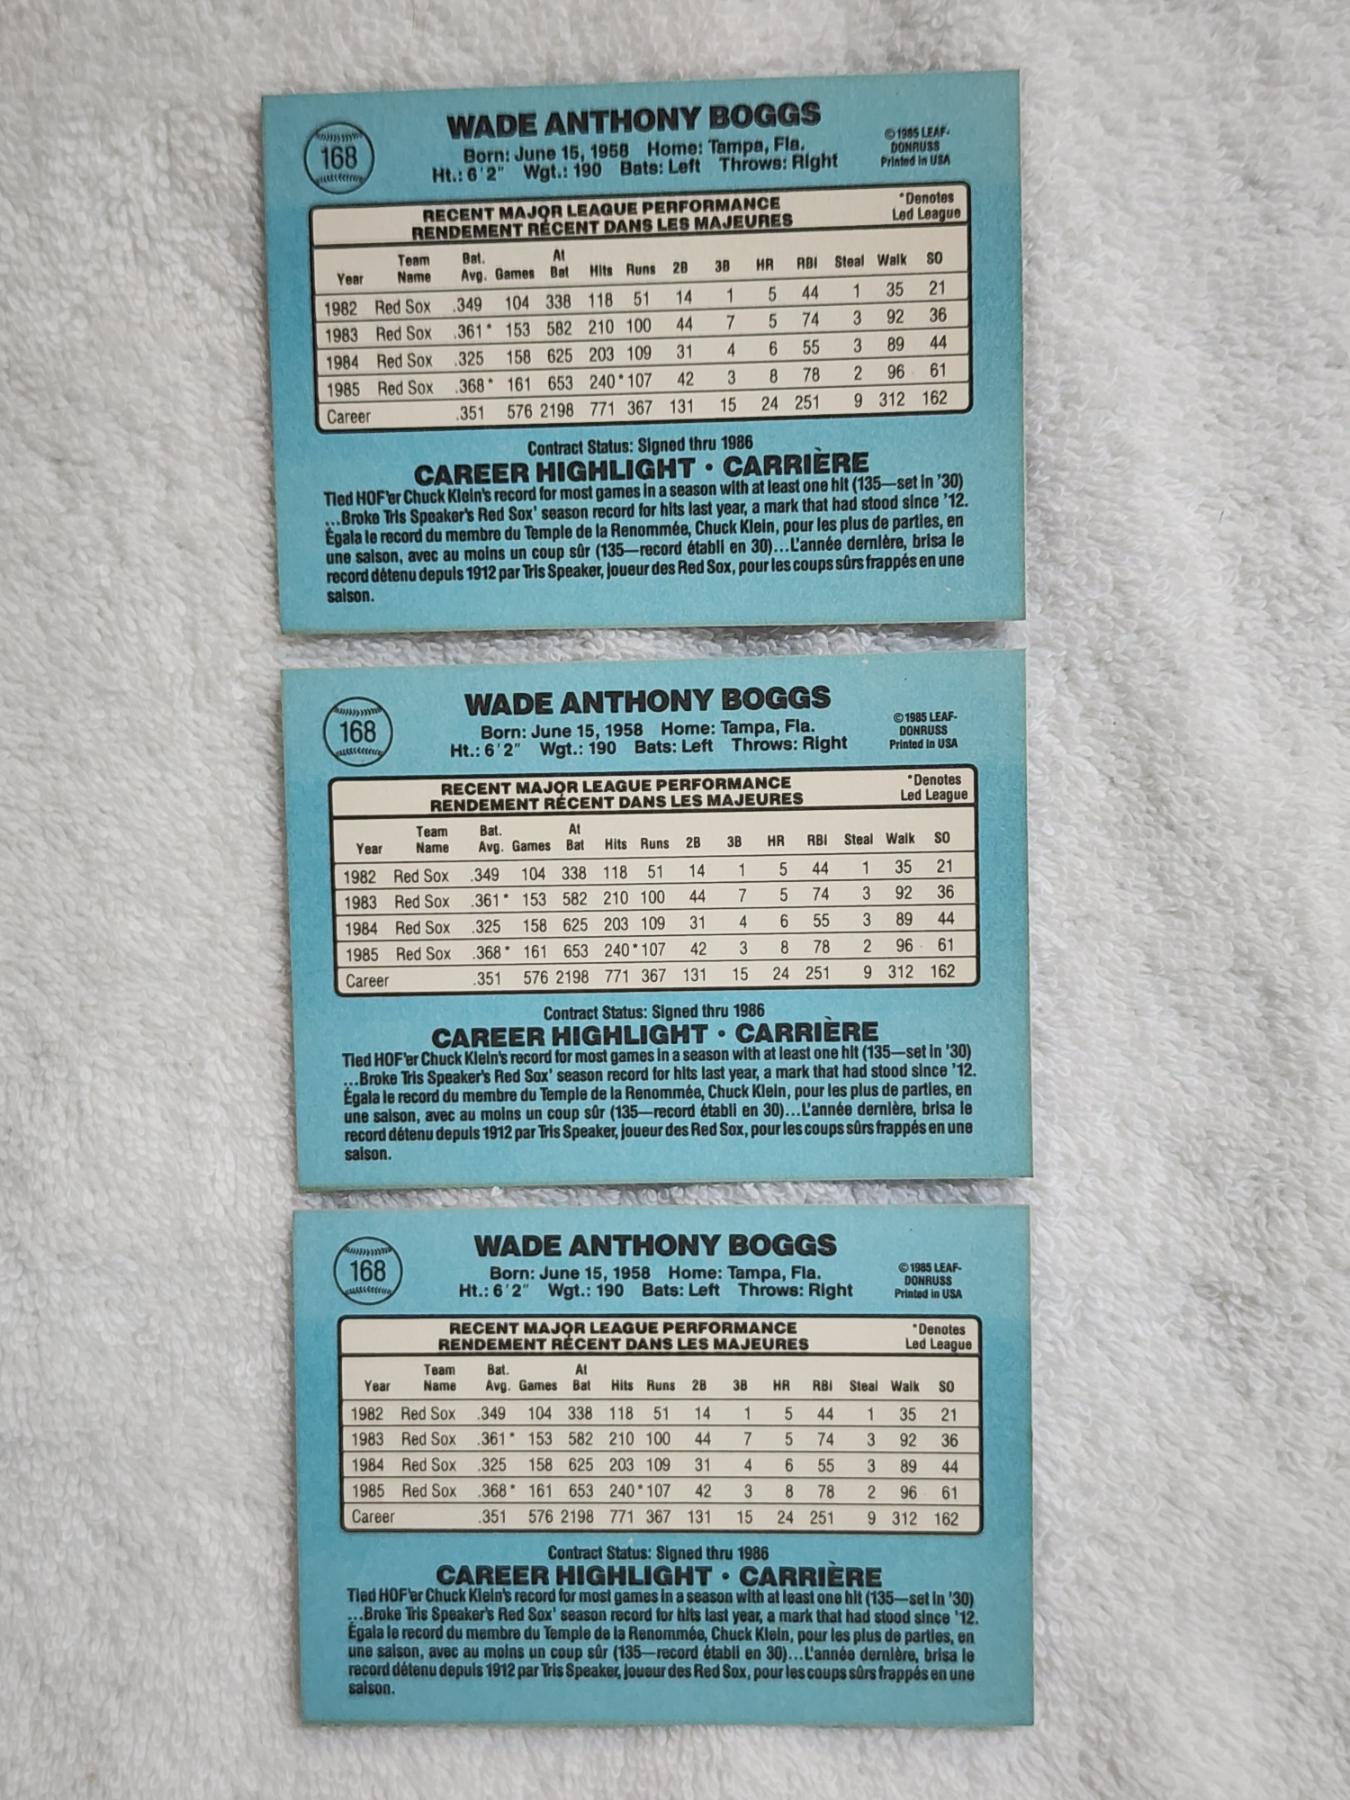 168
WADE ANTHONY BOGGS
Born: June 15, 1958 Home: Tampa, Fla.
Ht.: 6'2" Wgt.: 190 Bats: Left Throws: Right
©1985 LEAF-
DONRUSS
Printed in USA
RECENT MAJOR LEAGUE PERFORMANCE
RENDEMENT RÉCENT DANS LES MAJEURES
*Denotes
Led League
Year Team Name Bat. Avg. Games At Bat Hits Runs 2B 3B HR RBI Steal Walk SO
1982 Red Sox .349 104 338 118 51 14 1 5 44 1 35 21
1983 Red Sox .361* 153 582 210 100 44 7 5 74 3 92 36
1984 Red Sox .325 158 625 203 109 31 4 6 55 3 89 44
1985 Red Sox .368* 161 653 240* 107 42 3 8 78 2 96 61
Career .351 576 2198 771 367 131 15 24 251 9 312 162
Contract Status: Signed thru 1986
CAREER HIGHLIGHT • CARRIÈRE
Tied HOF'er Chuck Klein's record for most games in a season with at least one hit (135—set in '30)
...Broke Tris Speaker's Red Sox' season record for hits last year, a mark that had stood since '12.
Égala le record du membre du Temple de la Renommée, Chuck Klein, pour les plus de parties, en
une saison, avec au moins un coup sûr (135—record établi en 30)...L'année dernière, brisa le
record détenu depuis 1912 par Tris Speaker, joueur des Red Sox, pour les coups sûrs frappés en une
saison.
168
WADE ANTHONY BOGGS
Born: June 15, 1958 Home: Tampa, Fla.
Ht.: 6'2" Wgt.: 190 Bats: Left Throws: Right
©1985 LEAF-
DONRUSS
Printed in USA
RECENT MAJOR LEAGUE PERFORMANCE
RENDEMENT RÉCENT DANS LES MAJEURES
*Denotes
Led League
Year Team Name Bat. Avg. Games At Bat Hits Runs 2B 3B HR RBI Steal Walk SO
1982 Red Sox .349 104 338 118 51 14 1 5 44 1 35 21
1983 Red Sox .361* 153 582 210 100 44 7 5 74 3 92 36
1984 Red Sox .325 158 625 203 109 31 4 6 55 3 89 44
1985 Red Sox .368* 161 653 240* 107 42 3 8 78 2 96 61
Career .351 576 2198 771 367 131 15 24 251 9 312 162
Contract Status: Signed thru 1986
CAREER HIGHLIGHT • CARRIÈRE
Tied HOF'er Chuck Klein's record for most games in a season with at least one hit (135—set in '30)
...Broke Tris Speaker's Red Sox' season record for hits last year, a mark that had stood since '12.
Égala le record du membre du Temple de la Renommée, Chuck Klein, pour les plus de parties, en
une saison, avec au moins un coup sûr (135—record établi en 30)...L'année dernière, brisa le
record détenu depuis 1912 par Tris Speaker, joueur des Red Sox, pour les coups sûrs frappés en une
saison.
168
WADE ANTHONY BOGGS
Born: June 15, 1958 Home: Tampa, Fla.
Ht.: 6'2" Wgt.: 190 Bats: Left Throws: Right
©1985 LEAF-
DONRUSS
Printed in USA
RECENT MAJOR LEAGUE PERFORMANCE
RENDEMENT RÉCENT DANS LES MAJEURES
*Denotes
Led League
Year Team Name Bat. Avg. Games At Bat Hits Runs 2B 3B HR RBI Steal Walk SO
1982 Red Sox .349 104 338 118 51 14 1 5 44 1 35 21
1983 Red Sox .361* 153 582 210 100 44 7 5 74 3 92 36
1984 Red Sox .325 158 625 203 109 31 4 6 55 3 89 44
1985 Red Sox .368* 161 653 240* 107 42 3 8 78 2 96 61
Career .351 576 2198 771 367 131 15 24 251 9 312 162
Contract Status: Signed thru 1986
CAREER HIGHLIGHT • CARRIÈRE
Tied HOF'er Chuck Klein's record for most games in a season with at least one hit (135—set in '30)
...Broke Tris Speaker's Red Sox' season record for hits last year, a mark that had stood since '12.
Égala le record du membre du Temple de la Renommée, Chuck Klein, pour les plus de parties, en
une saison, avec au moins un coup sûr (135—record établi en 30)...L'année dernière, brisa le
record détenu depuis 1912 par Tris Speaker, joueur des Red Sox, pour les coups sûrs frappés en une
saison.